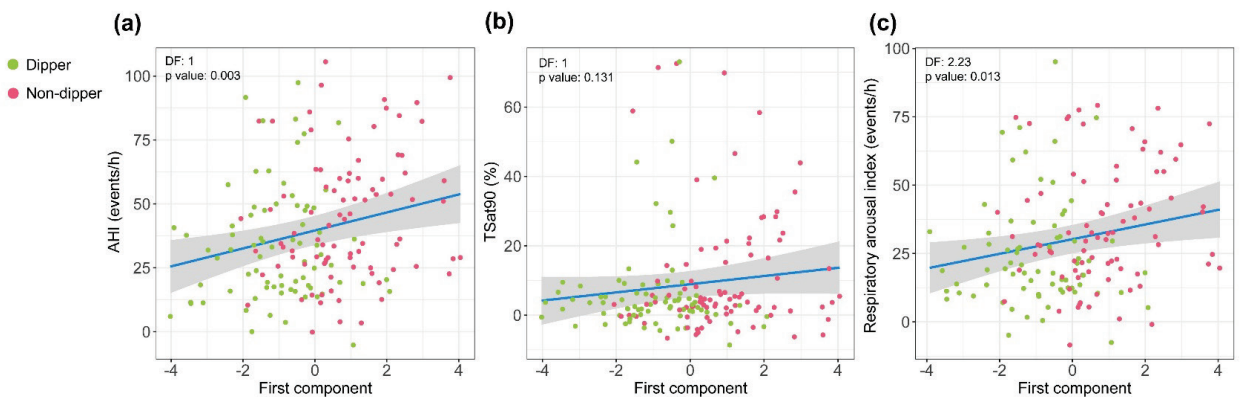 (a)
(b)
(c)
Dipper
Non-dipper
DF: 1
p value: 0.003
AHI (events/h)
100
75
50
25
0
-4 -2 0 2 4
First component
DF: 1
p value: 0.131
TSat90 (%)
60
40
20
0
-4 -2 0 2 4
First component
DF: 2.23
p value: 0.013
Respiratory arousal index (events/h)
100
75
50
25
0
-4 -2 0 2 4
First component